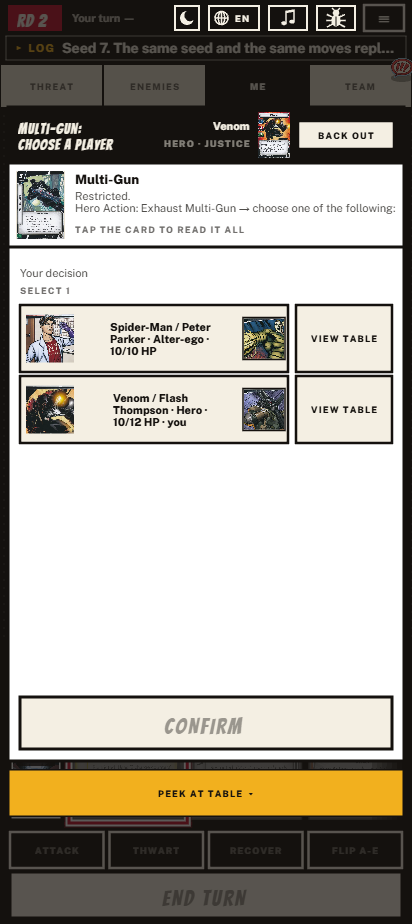 RD 2
Your turn —
EN
LOG Seed 7. The same seed and the same moves repl...
THREAT
ENEMIES
ME
TEAM
MULTI-GUN:
CHOOSE A PLAYER
Venom
HERO · JUSTICE
BACK OUT
Multi-Gun
Restricted.
Hero Action: Exhaust Multi-Gun → choose one of the following:
TAP THE CARD TO READ IT ALL
Your decision
SELECT 1
Spider-Man / Peter
Parker · Alter-ego ·
10/10 HP
VIEW TABLE
Venom / Flash
Thompson · Hero ·
10/12 HP · you
VIEW TABLE
CONFIRM
PEEK AT TABLE
ATTACK
THWART
RECOVER
FLIP A-E
END TURN